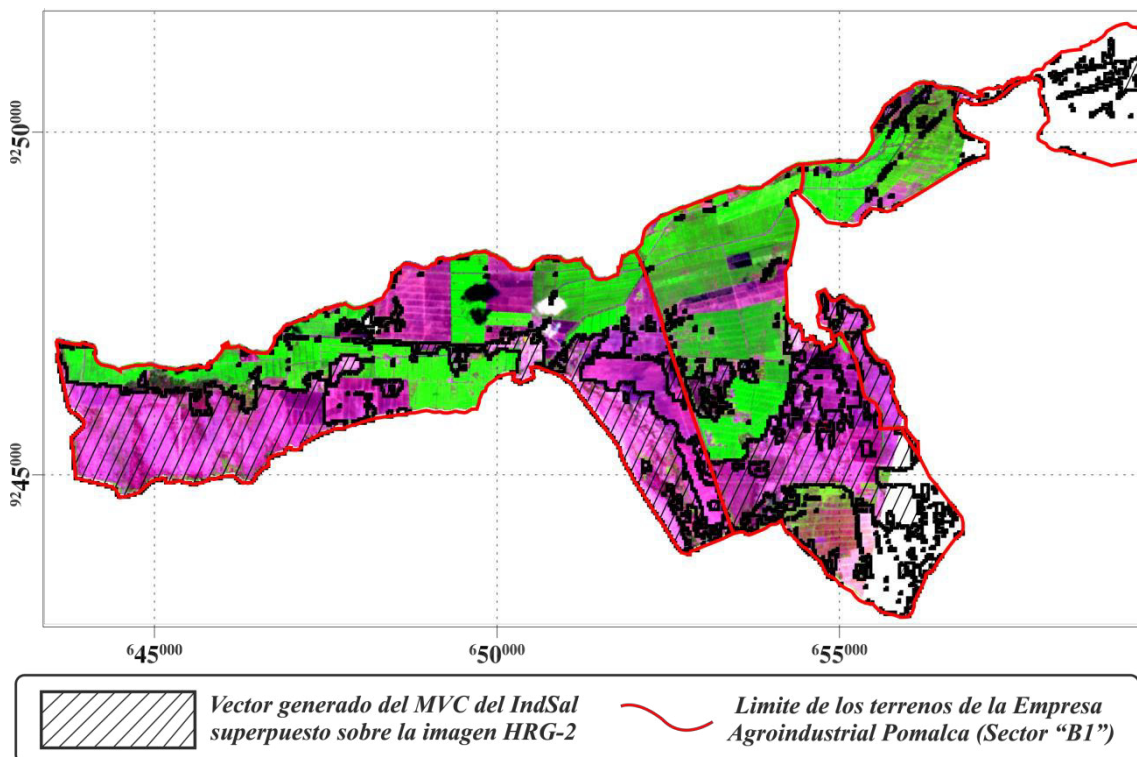 9250000
9245000
645000
650000
655000
Vector generado del MVC del IndSal
superpuesto sobre la imagen HRG-2
Limite de los terrenos de la Empresa
Agroindustrial Pomalca (Sector “B1”)